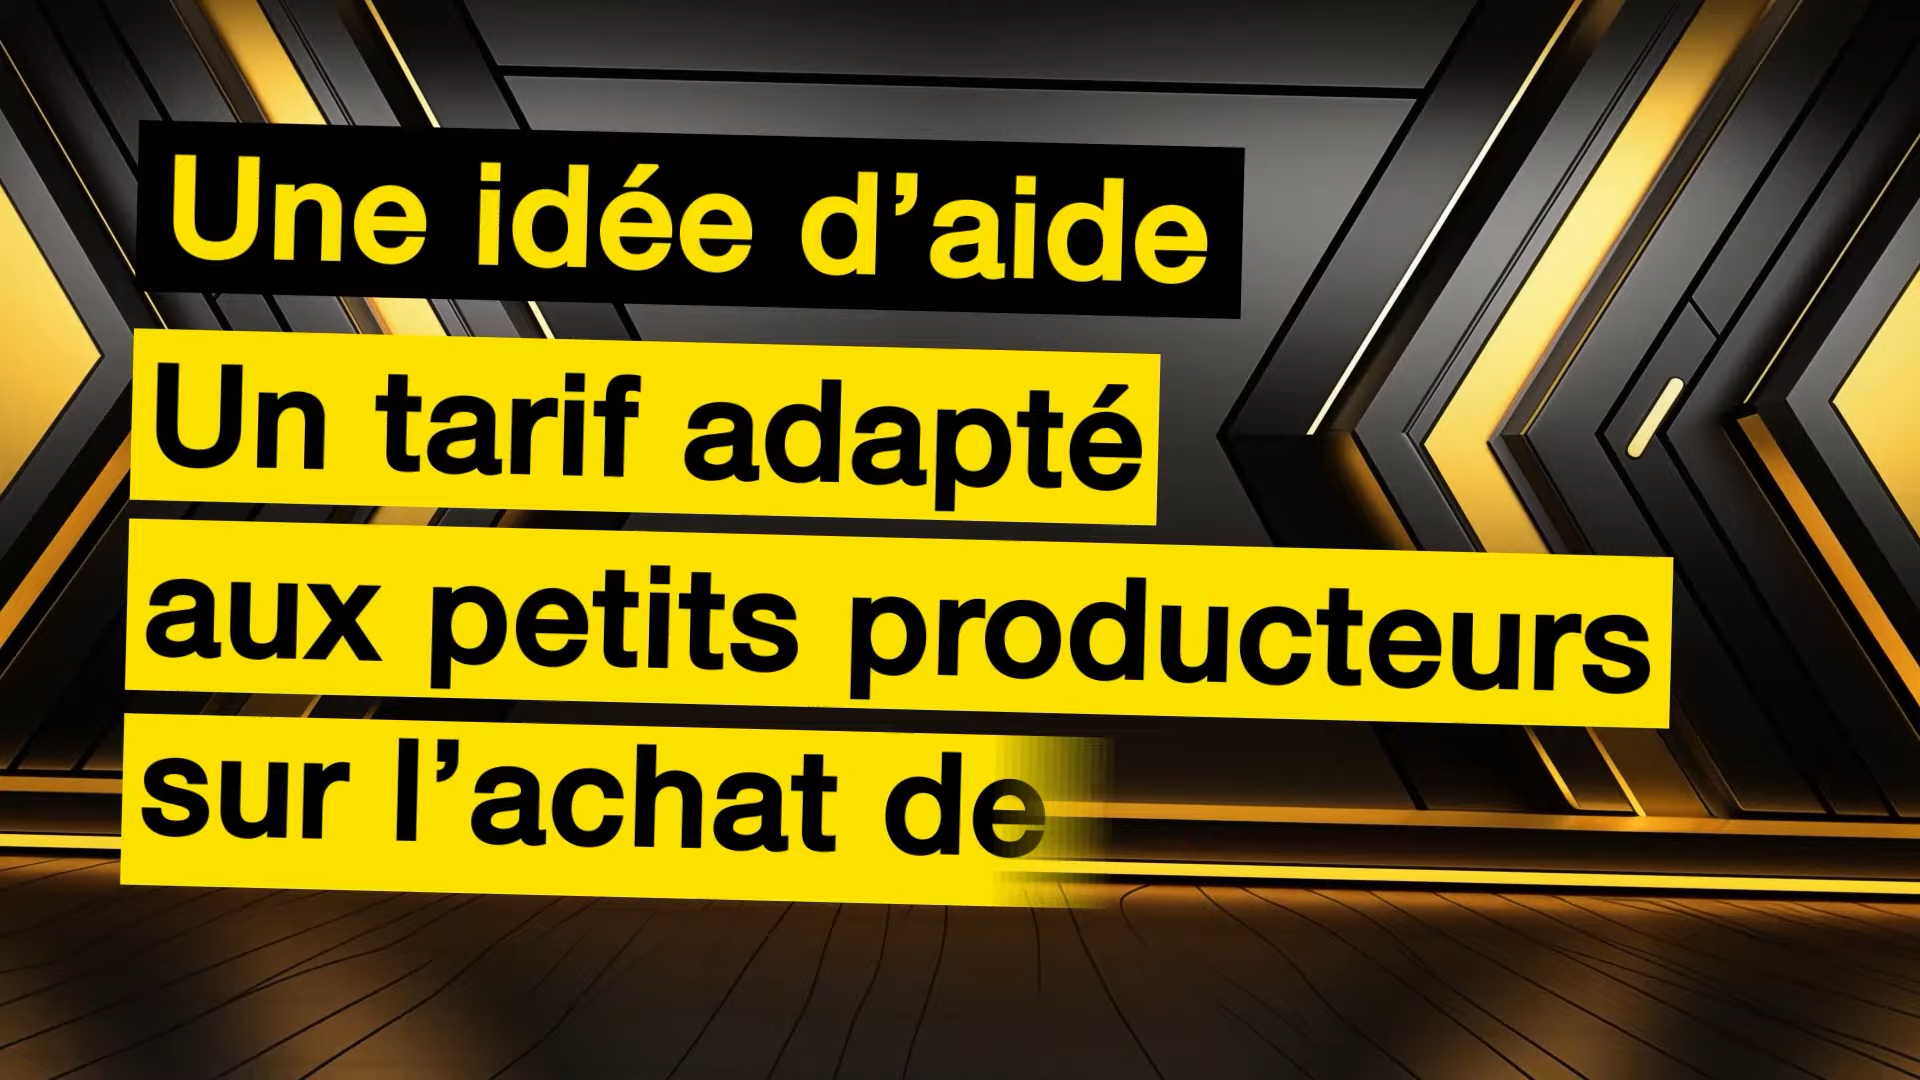 Une idée d’aide
Un tarif adapté
aux petits producteurs
sur l’achat de